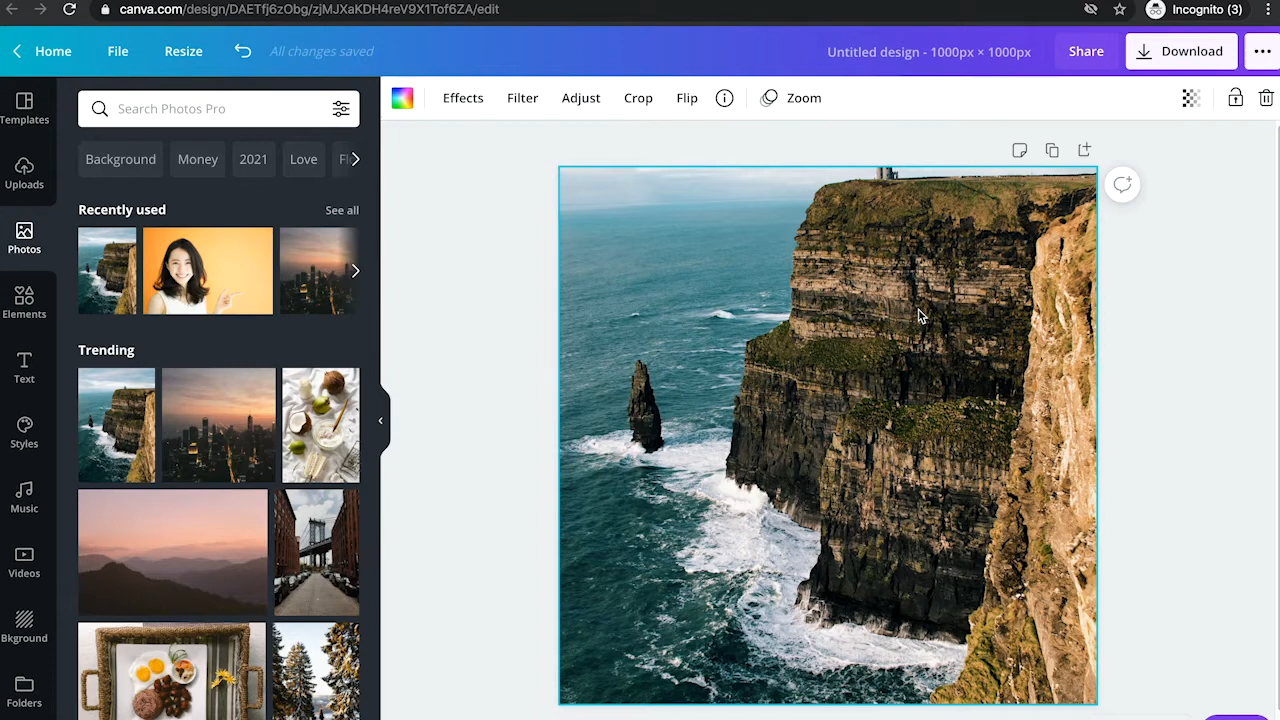 canva.com/design/DAETfj6zObg/zjMJXaKDH4reV9X1Tof6ZA/edit
Incognito (3)
Home
File
Resize
All changes saved
Untitled design - 1000px × 1000px
Share
Download
Templates
Search Photos Pro
Effects
Filter
Adjust
Crop
Flip
Zoom
Background
Money
2021
Love
Uploads
Recently used
See all
Photos
Elements
Trending
Text
Styles
Music
Videos
Bkground
Folders